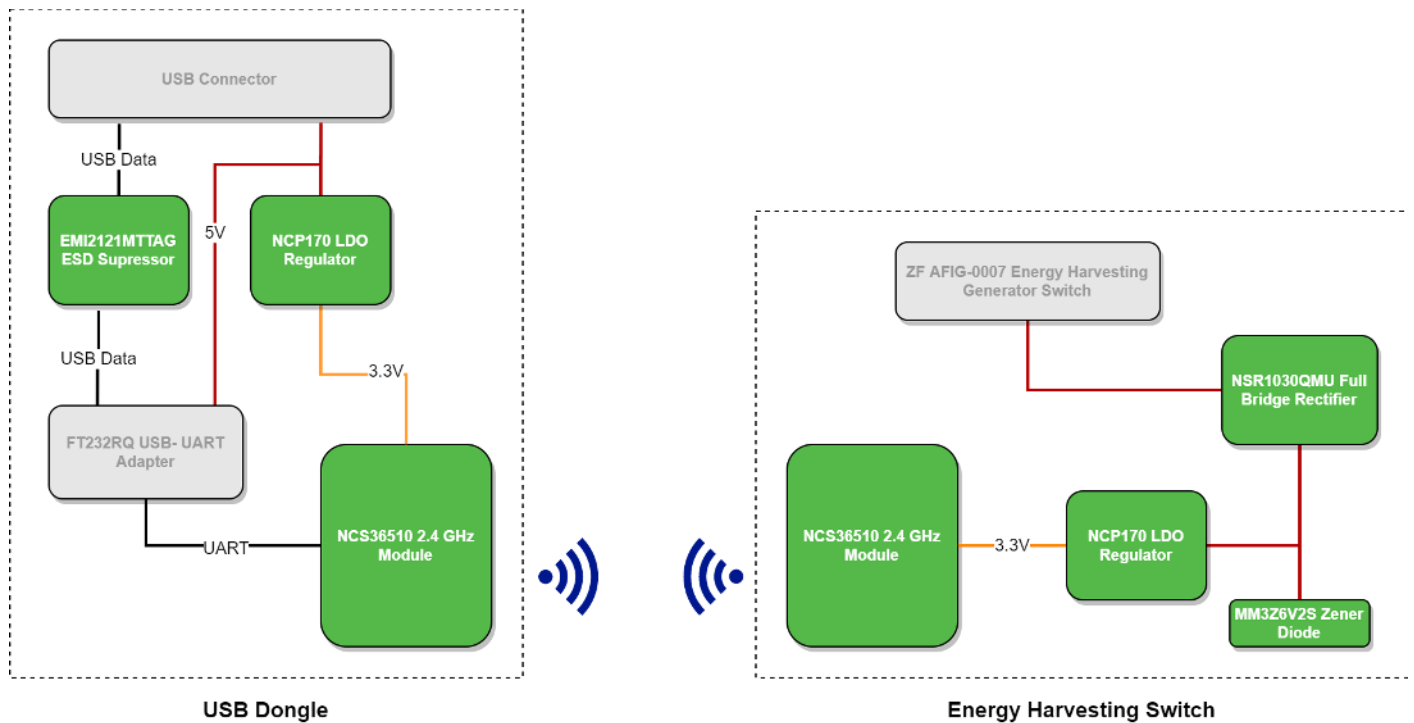 USB Connector
USB Data
EMI2121MTTAG
ESD Supressor
5V
NCP170 LDO
Regulator
USB Data
3.3V
FT232RQ USB- UART
Adapter
UART
NCS36510 2.4 GHz
Module
USB Dongle
ZF AFIG-0007 Energy Harvesting
Generator Switch
NSR1030QMU Full
Bridge Rectifier
NCS36510 2.4 GHz
Module
3.3V
NCP170 LDO
Regulator
MM3Z6V2S Zener
Diode
Energy Harvesting Switch